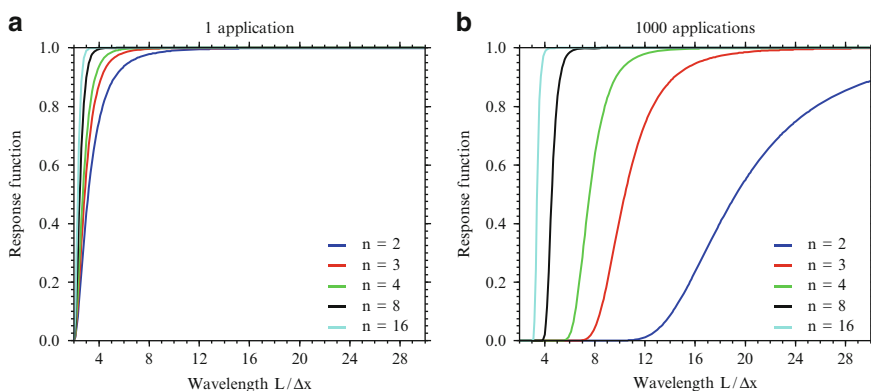 a
1 application
Response function
1.0
0.8
0.6
0.4
0.2
0.0
4 8 12 16 20 24 28
Wavelength L/Δx
n = 2
n = 3
n = 4
n = 8
n = 16
b
1000 applications
Response function
1.0
0.8
0.6
0.4
0.2
0.0
4 8 12 16 20 24 28
Wavelength L/Δx
n = 2
n = 3
n = 4
n = 8
n = 16